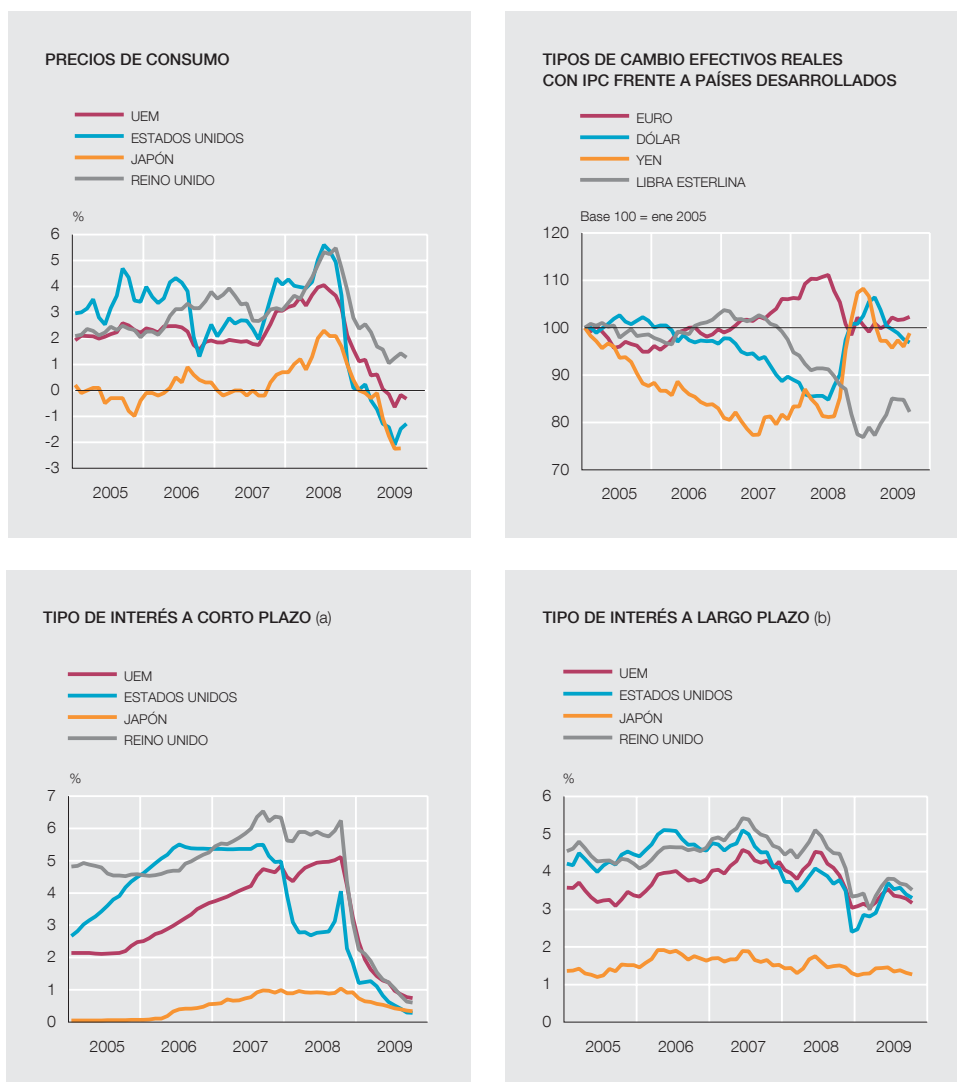 PRECIOS DE CONSUMO
UEM
ESTADOS UNIDOS
JAPÓN
REINO UNIDO
%
6
5
4
3
2
1
0
-1
-2
-3
2005 2006 2007 2008 2009
TIPOS DE CAMBIO EFECTIVOS REALES
CON IPC FRENTE A PAÍSES DESARROLLADOS
EURO
DÓLAR
YEN
LIBRA ESTERLINA
Base 100 = ene 2005
120
110
100
90
80
70
2005 2006 2007 2008 2009
TIPO DE INTERÉS A CORTO PLAZO (a)
UEM
ESTADOS UNIDOS
JAPÓN
REINO UNIDO
%
7
6
5
4
3
2
1
0
2005 2006 2007 2008 2009
TIPO DE INTERÉS A LARGO PLAZO (b)
UEM
ESTADOS UNIDOS
JAPÓN
REINO UNIDO
%
6
5
4
3
2
1
0
2005 2006 2007 2008 2009